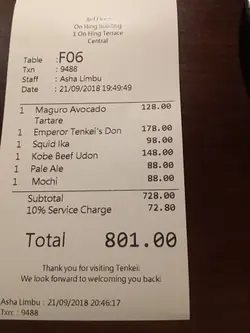 On Hing Building
1 On Hing Terrace
Central
Table : F06
Txn : 9488
Staff : Asha Limbu
Date : 21/09/2018 19:49:49
1 Maguro Avocado 128.00
Tartare
1 Emperor Tenkei's Don 178.00
1 Squid Ika 98.00
1 Kobe Beef Udon 148.00
1 Pale Ale 88.00
1 Mochi 88.00
Subtotal 728.00
10% Service Charge 72.80
Total 801.00
Thank you for visiting Tenkei.
We look forward to welcoming you back!
Asha Limbu : 21/09/2018 20:46:17
Txn: : 9488